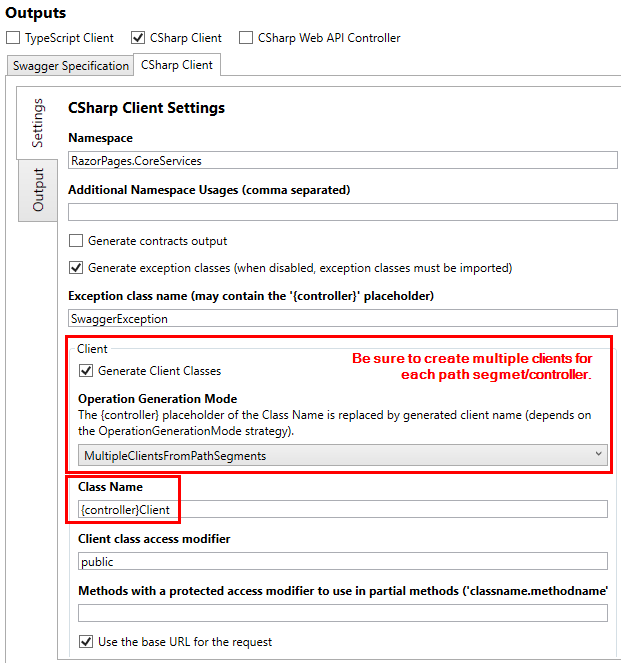 Outputs
TypeScript Client CSharp Client CSharp Web API Controller
Swagger Specification CSharp Client
Settings
Output
CSharp Client Settings
Namespace
RazorPages.CoreServices
Additional Namespace Usages (comma separated)
Generate contracts output
Generate exception classes (when disabled, exception classes must be imported)
Exception class name (may contain the '{controller}' placeholder)
SwaggerException
Client
Be sure to create multiple clients for
each path segmet/controller.
Generate Client Classes
Operation Generation Mode
The {controller} placeholder of the Class Name is replaced by generated client name (depends on
the OperationGenerationMode strategy).
MultipleClientsFromPathSegments
Class Name
{controller}Client
Client class access modifier
public
Methods with a protected access modifier to use in partial methods ('classname.methodname'
Use the base URL for the request